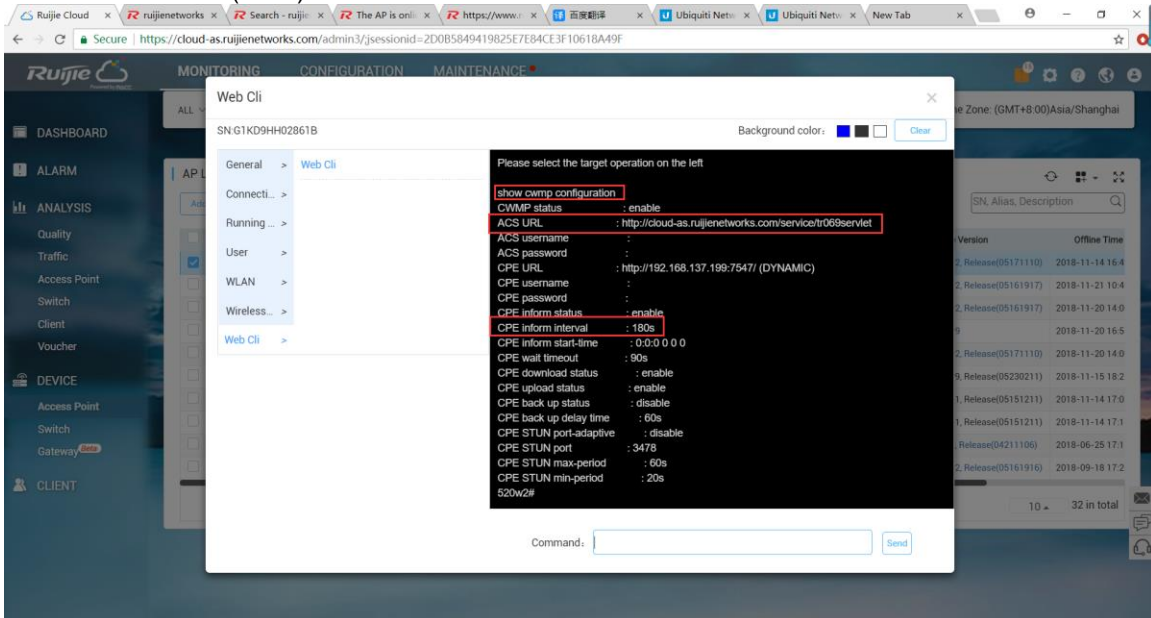 Ruijie Cloud
ruijienetworks
Search - ruijie
The AP is onli
https://www.r
百度翻译
Ubiquiti Netw
Ubiquiti Netw
New Tab
Secure | https://cloud-as.ruijienetworks.com/admin3/;jsessionid=2D0B5849419825E7E84CE3F10618A49F
Ruijie
MONITORING CONFIGURATION MAINTENANCE
ALL
e Zone: (GMT+8:00)Asia/Shanghai
DASHBOARD
ALARM
ANALYSIS
Quality
Traffic
Access Point
Switch
Client
Voucher
DEVICE
Access Point
Switch
Gateway Beta
CLIENT
AP L
Add
SN, Alias, Description
Version Offline Time
2, Release(05171110) 2018-11-14 16:4
2, Release(05161917) 2018-11-21 10:4
2, Release(05161917) 2018-11-20 14:0
9 2018-11-20 16:5
2, Release(05171110) 2018-11-20 14:0
9, Release(05230211) 2018-11-15 18:2
1, Release(05151211) 2018-11-14 17:0
1, Release(05151211) 2018-11-14 17:1
, Release(04211106) 2018-06-25 17:1
2, Release(05161916) 2018-09-18 17:2
10 32 in total
Web Cli
SN:G1KD9HH02861B
Background color:
Clear
General >
Connecti... >
Running ... >
User >
WLAN >
Wireless... >
Web Cli >
Web Cli
Please select the target operation on the left
show cwmp configuration
CWMP status : enable
ACS URL : http://cloud-as.ruijienetworks.com/service/tr069servlet
ACS username :
ACS password :
CPE URL : http://192.168.137.199:7547/ (DYNAMIC)
CPE username :
CPE password :
CPE inform status : enable
CPE inform interval : 180s
CPE inform start-time : 0:0:0 0 0 0
CPE wait timeout : 90s
CPE download status : enable
CPE upload status : enable
CPE back up status : disable
CPE back up delay time : 60s
CPE STUN port-adaptive : disable
CPE STUN port : 3478
CPE STUN max-period : 60s
CPE STUN min-period : 20s
520w2#
Command:
Send